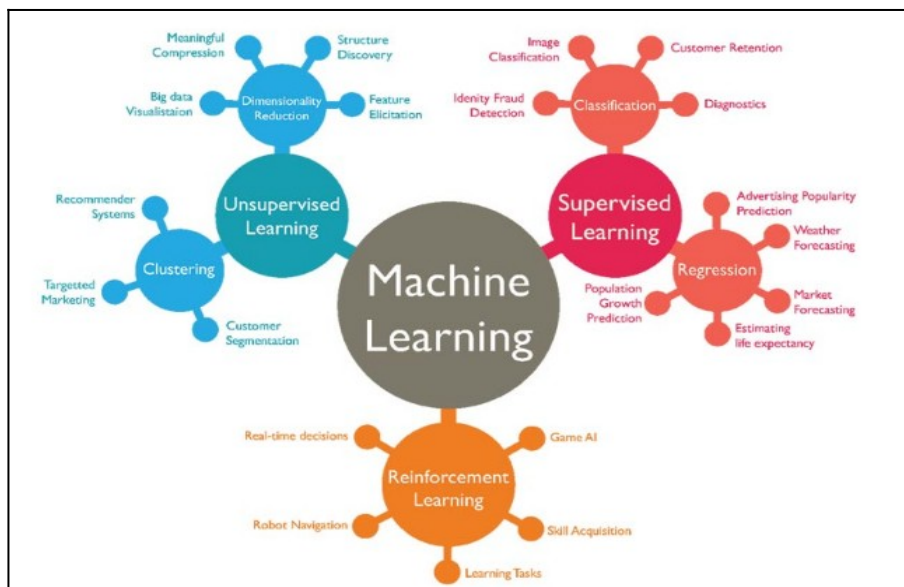 Meaningful
Compression
Structure
Discovery
Big data
Visualistaion
Dimensionality
Reduction
Feature
Elicitation
Unsupervised
Learning
Recommender
Systems
Clustering
Targetted
Marketing
Customer
Segmentation
Machine
Learning
Image
Classification
Customer Retention
Idenity Fraud
Detection
Classification
Diagnostics
Supervised
Learning
Advertising Popularity
Prediction
Weather
Forecasting
Regression
Population
Growth
Prediction
Market
Forecasting
Estimating
life expectancy
Real-time decisions
Game AI
Reinforcement
Learning
Robot Navigation
Skill Acquisition
Learning Tasks